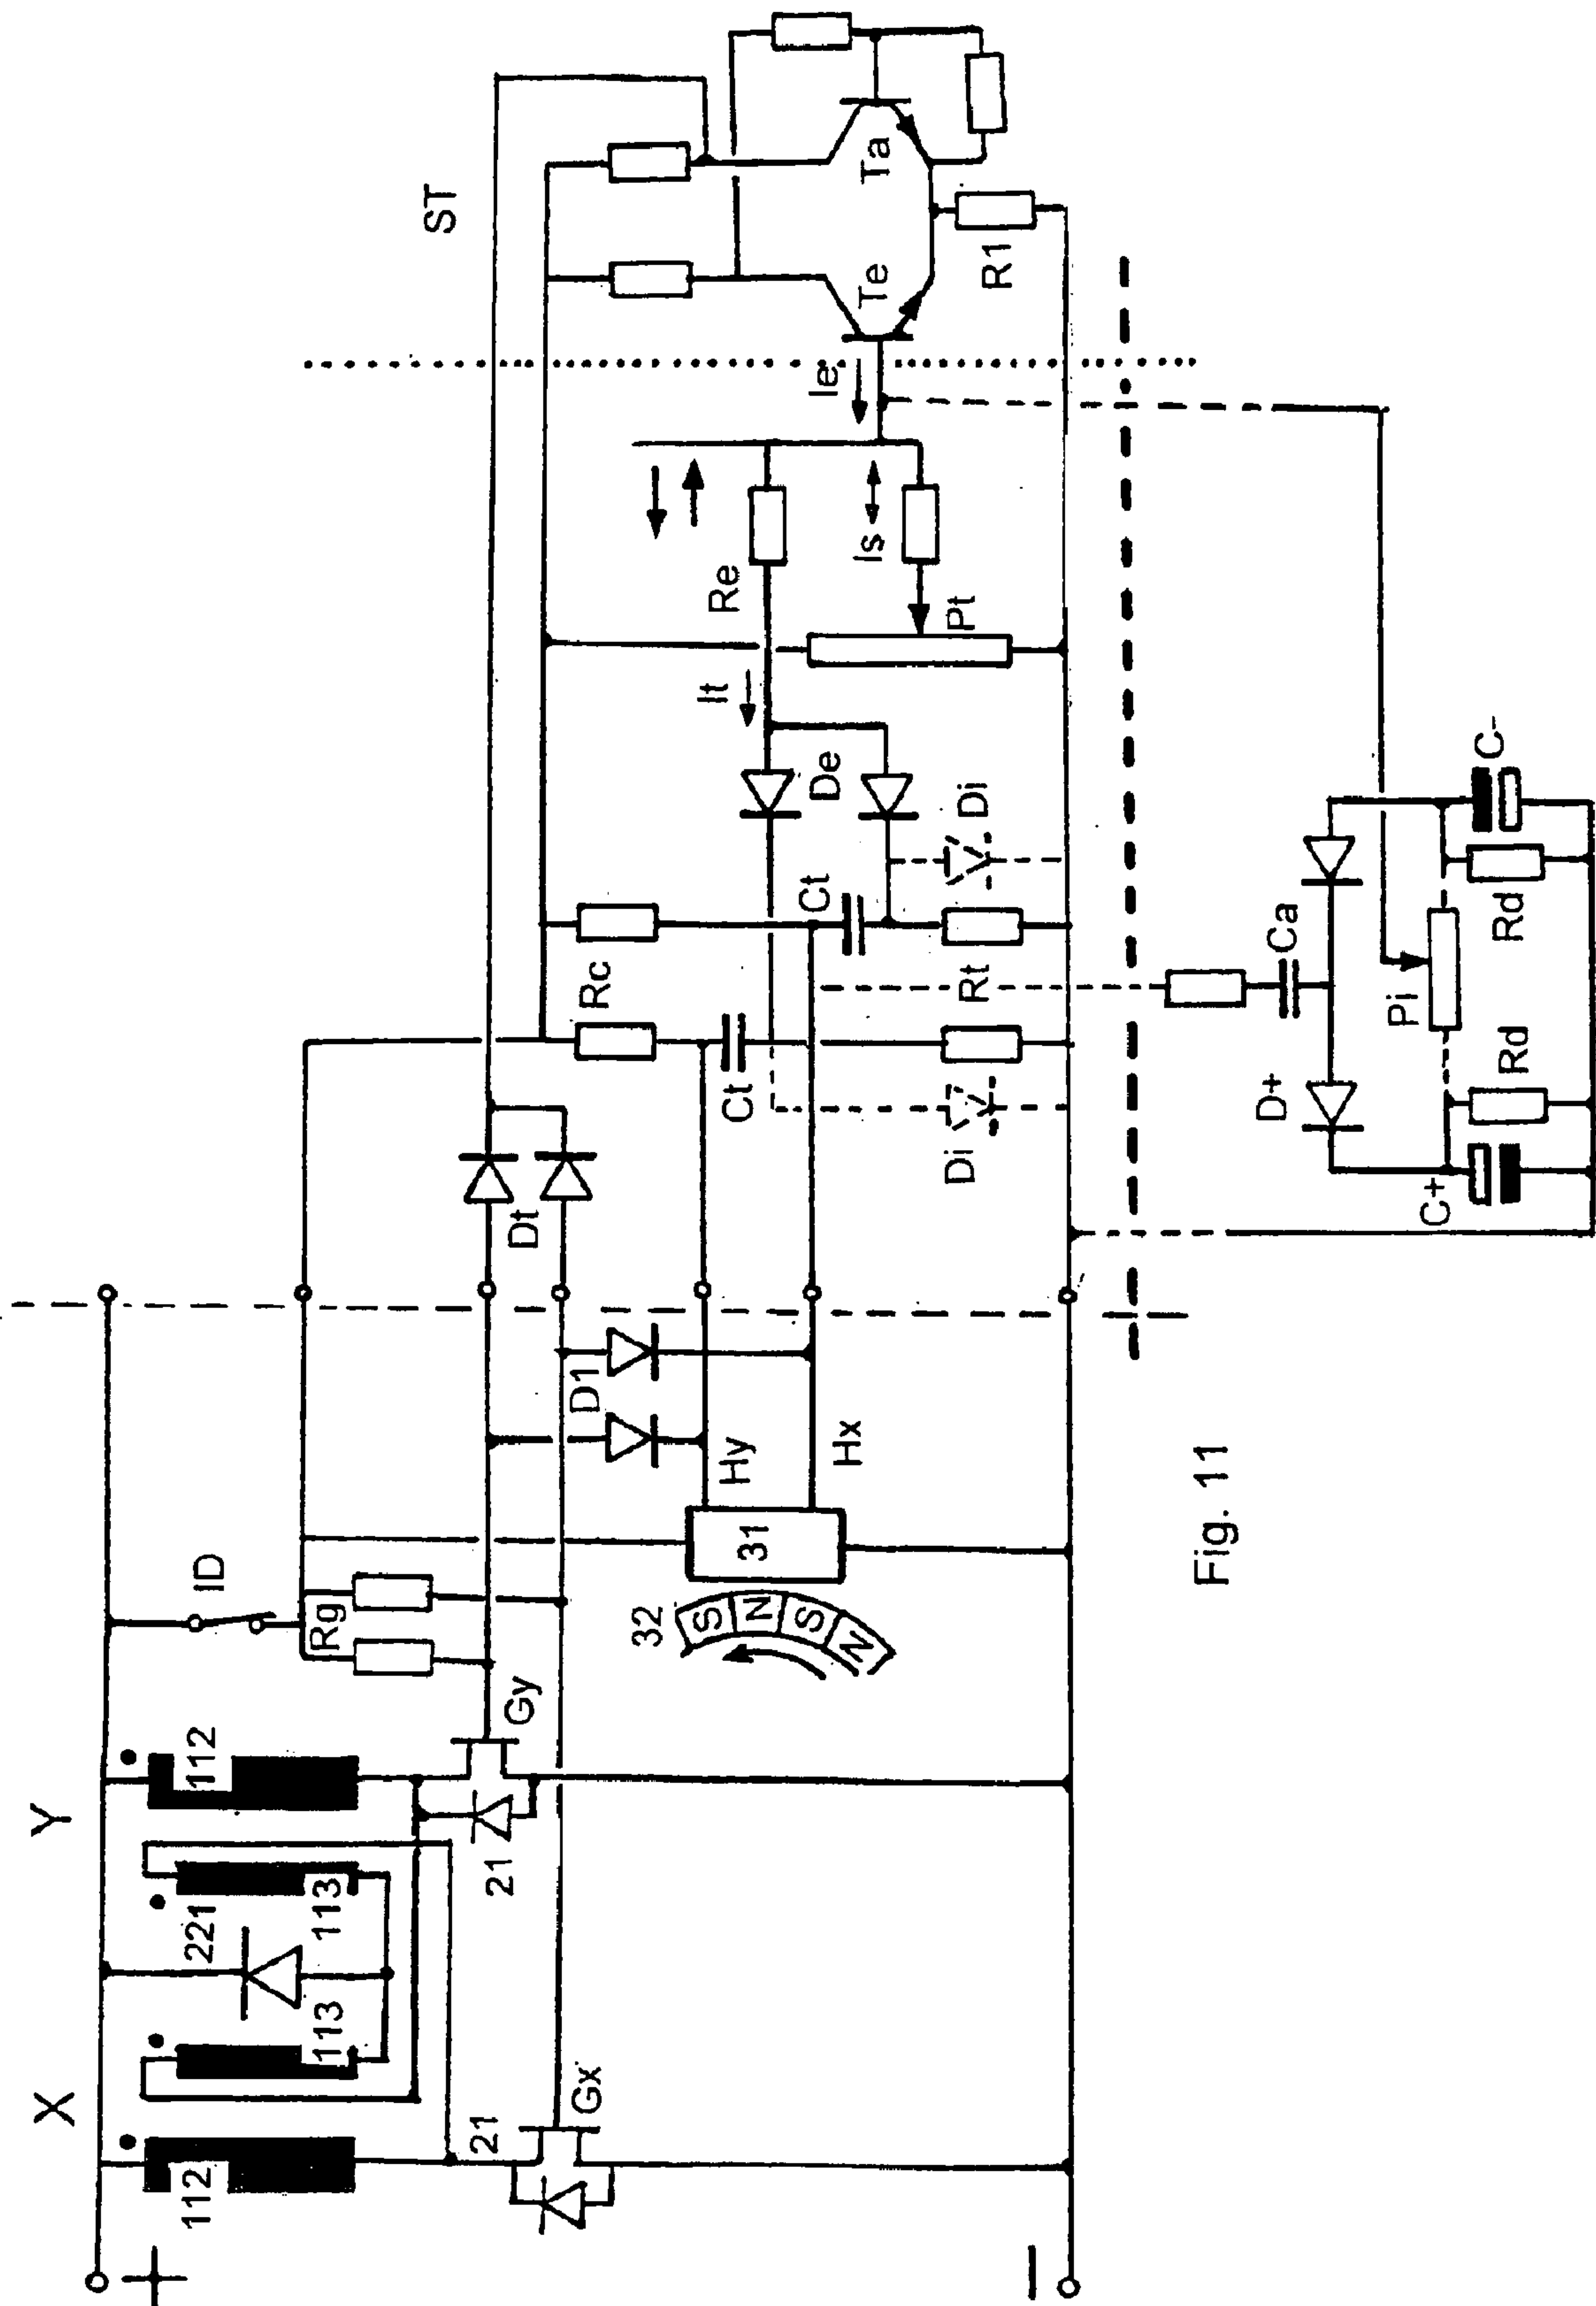 X
Y
ST
+
112
113
221
113
112
ID
Rg
21
21
Gx
Gy
32
S
N
S
N
31
Hy
Hx
D1
Dt
Rc
Ct
Ct
Di
Rt
Di
De
It
Re
Is
Pt
Ie
Te
Ta
R1
–
Ca
D+
Pi
C+
Rd
Rd
C-
Fig. 11